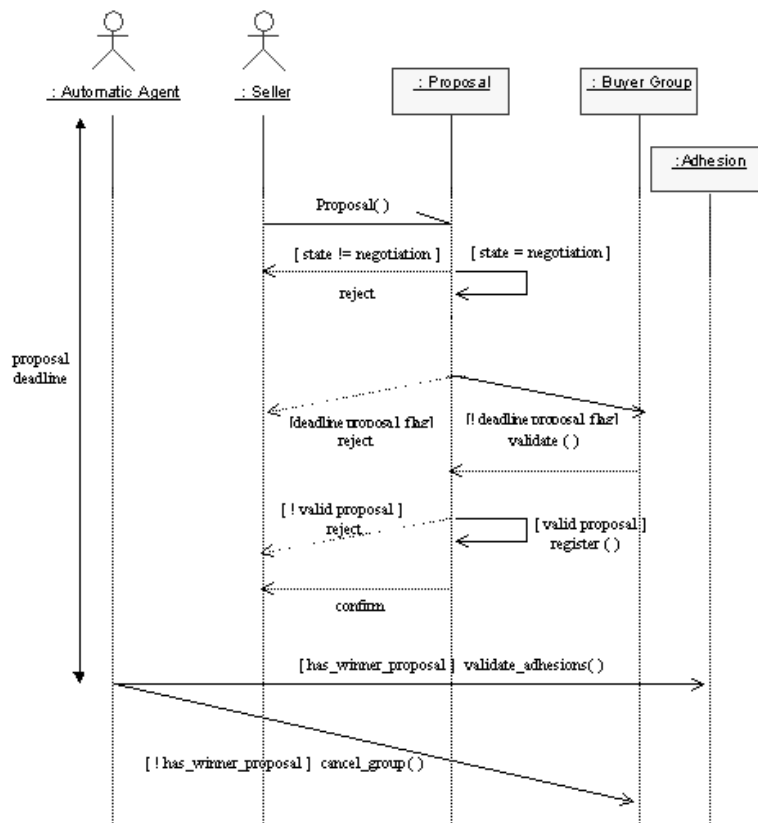 : Automatic Agent
: Seller
: Proposal
: Buyer Group
:Adhesion
Proposal( )
[ state != negotiation ]
[ state = negotiation ]
reject
proposal
deadline
[deadline proposal flag]
reject
[! deadline proposal flag]
validate ( )
[ ! valid proposal ]
reject
[ valid proposal ]
register ( )
confirm
[ has_winner_proposal ] validate_adhesions( )
[ ! has_winner_proposal ] cancel_group( )